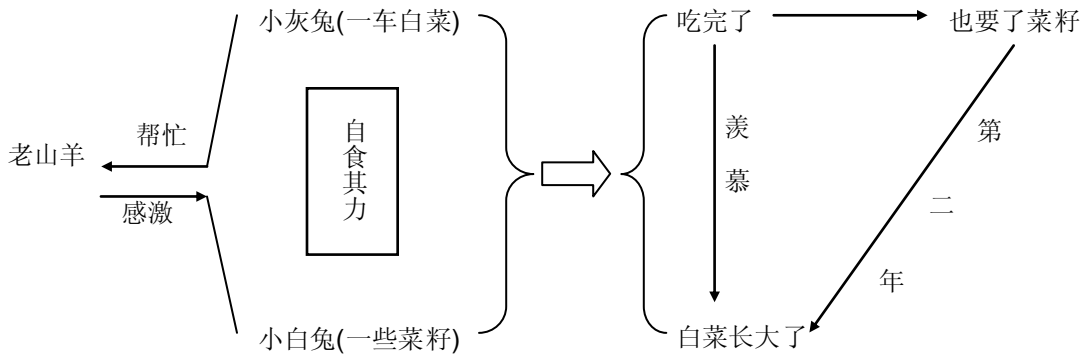 小灰兔(一车白菜)
吃完了
也要了菜籽
帮忙
老山羊
感激
自食其力
羡慕
第二年
小白兔(一些菜籽)
白菜长大了